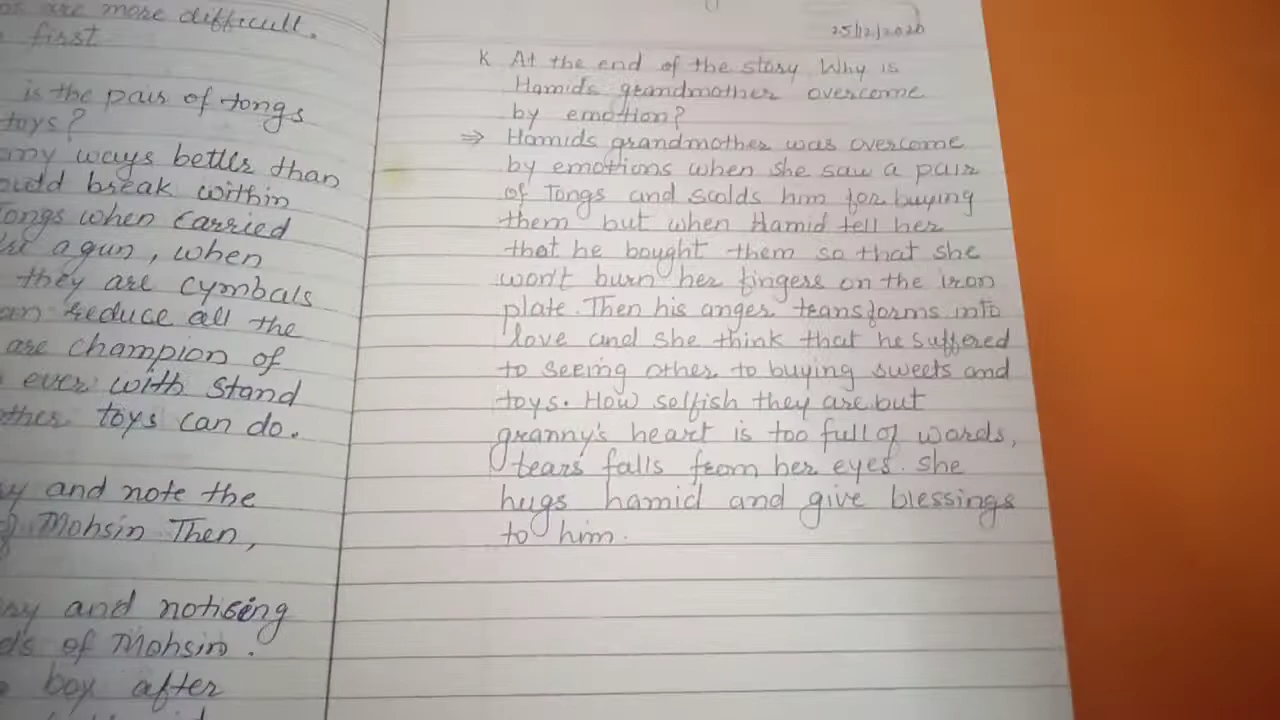 are more difficult.
first
is the pair of tongs
toys?
ways better than
break within
Tongs when carried
a gun, when
they are cymbals
reduce all the
are champion of
ever with stand
toys can do.
and note the
Mohsin Then,
and noticing
of Mohsin.
boy after
25/12/2020
K At the end of the story Why is
Hamids grandmother overcome
by emotion?
⇒ Hamids grandmother was overcome
by emotions when she saw a pair
of Tongs and scolds him for buying
them but when Hamid tell her
that he bought them so that she
won't burn her fingers on the iron
plate. Then his anger transforms into
love and she think that he suffered
to seeing other to buying sweets and
toys. How selfish they are but
granny's heart is too full of words,
tears falls from her eyes. She
hugs hamid and give blessings
to him.